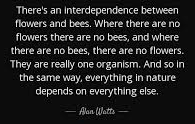 There's an interdependence between
flowers and bees. Where there are no
flowers there are no bees, and where
there are no bees, there are no flowers.
They are really one organism. And so in
the same way, everything in nature
depends on everything else.
Alan Watts